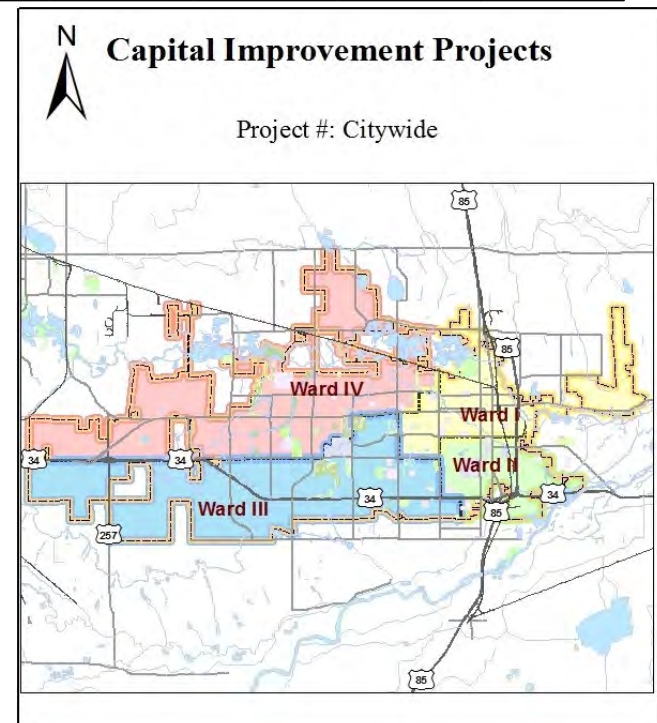 N
Capital Improvement Projects
Project #: Citywide
85
85
Ward IV
Ward I
34
34
Ward II
Ward III
34
34
85
257
85